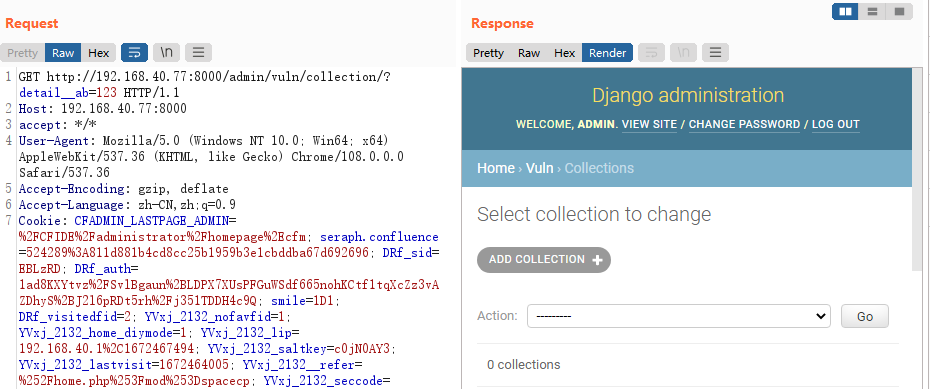 Request
Pretty Raw Hex \n
1 GET http://192.168.40.77:8000/admin/vuln/collection/?
detail__ab=123 HTTP/1.1
2 Host: 192.168.40.77:8000
3 accept: */*
4 User-Agent: Mozilla/5.0 (Windows NT 10.0; Win64; x64)
AppleWebKit/537.36 (KHTML, like Gecko) Chrome/108.0.0.0
Safari/537.36
5 Accept-Encoding: gzip, deflate
6 Accept-Language: zh-CN,zh;q=0.9
7 Cookie: CFADMIN_LASTPAGE_ADMIN=
%2FCFIDE%2Fadministrator%2Fhomepage%2Ecfm; seraph.confluence
=524289%3A811d881b4cd8cc25b1959b3e1cbddba67d692696; DRf_sid=
EBLzRD; DRf_auth=
1ad8KXYtvz%2FSvlBgaun%2BLDPX7XUsPFGuWSdf665nohKCtf1tqXcZz3vA
ZDhyS%2BJ2l6pRDt5rh%2Fj351TDDH4c9Q; smile=1D1;
DRf_visitedfid=2; YVxj_2132_nofavfid=1;
YVxj_2132_home_diymode=1; YVxj_2132_lip=
192.168.40.1%2C1672467494; YVxj_2132_saltkey=c0jN0AY3;
YVxj_2132_lastvisit=1672464005; YVxj_2132__refer=
%252Fhome.php%253Fmod%253Dspacecp; YVxj_2132_seccode=
Response
Pretty Raw Hex Render \n
Django administration
WELCOME, ADMIN. VIEW SITE / CHANGE PASSWORD / LOG OUT
Home › Vuln › Collections
Select collection to change
ADD COLLECTION +
Action: --------- Go
0 collections